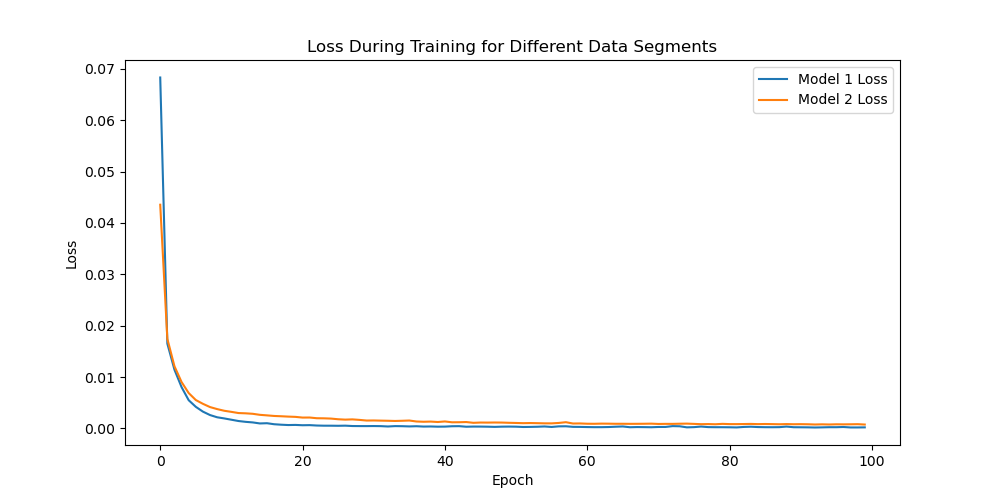 Loss During Training for Different Data Segments
Model 1 Loss
Model 2 Loss
0.07
0.06
0.05
0.04
0.03
0.02
0.01
0.00
Loss
0 20 40 60 80 100
Epoch